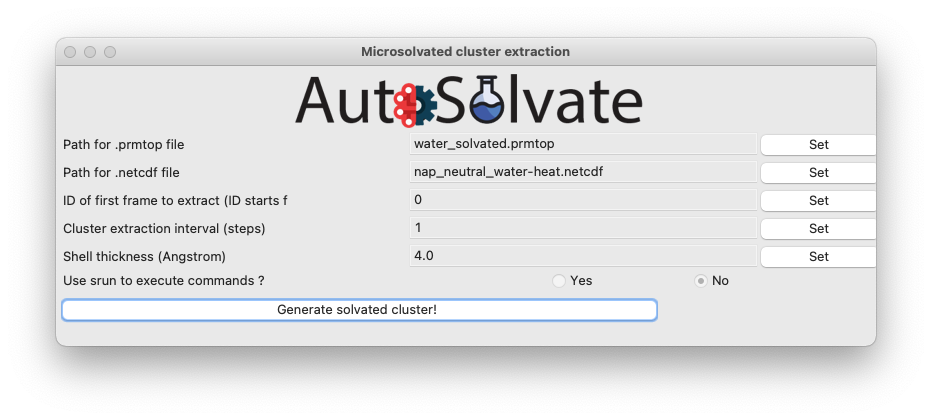 Microsolvated cluster extraction
AutoSolvate
Path for .prmtop file water_solvated.prmtop Set
Path for .netcdf file nap_neutral_water-heat.netcdf Set
ID of first frame to extract (ID starts f 0 Set
Cluster extraction interval (steps) 1 Set
Shell thickness (Angstrom) 4.0 Set
Use srun to execute commands ? Yes No
Generate solvated cluster!